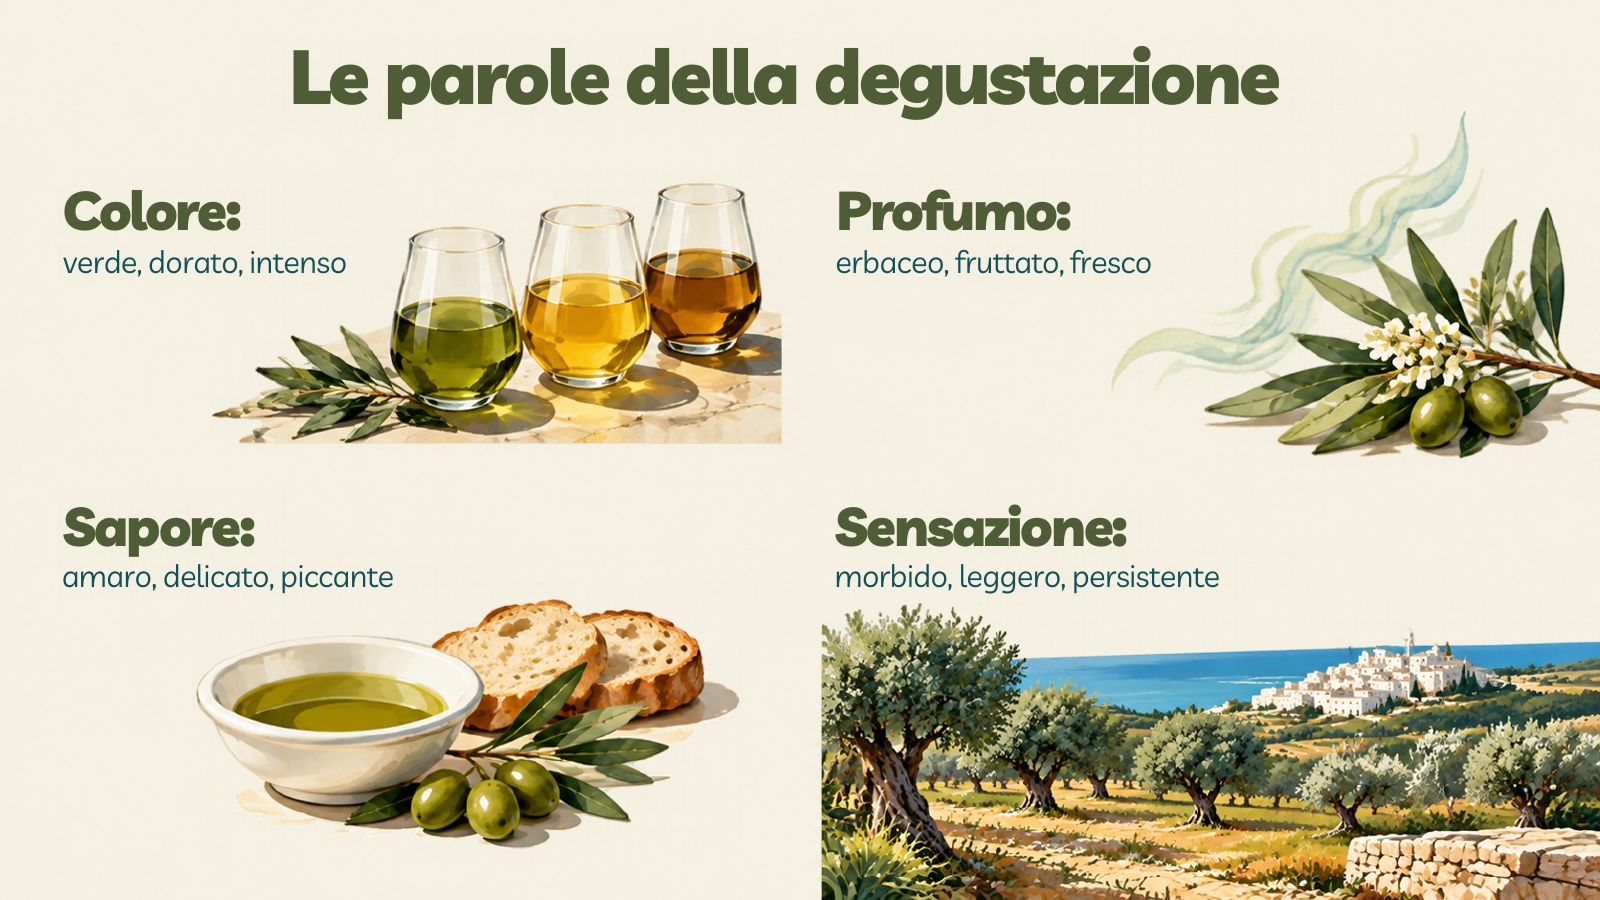 Le parole della degustazione
Colore:
verde, dorato, intenso
Profumo:
erbaceo, fruttato, fresco
Sapore:
amaro, delicato, piccante
Sensazione:
morbido, leggero, persistente